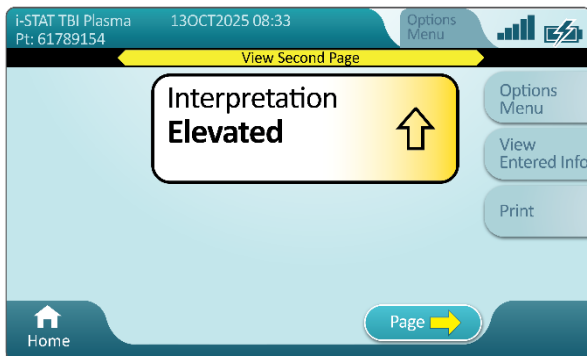 i-STAT TBI Plasma 13OCT2025 08:33 Options
Pt: 61789154 Menu
View Second Page
Interpretation
Elevated
Options
Menu
View
Entered Info
Print
Page
Home